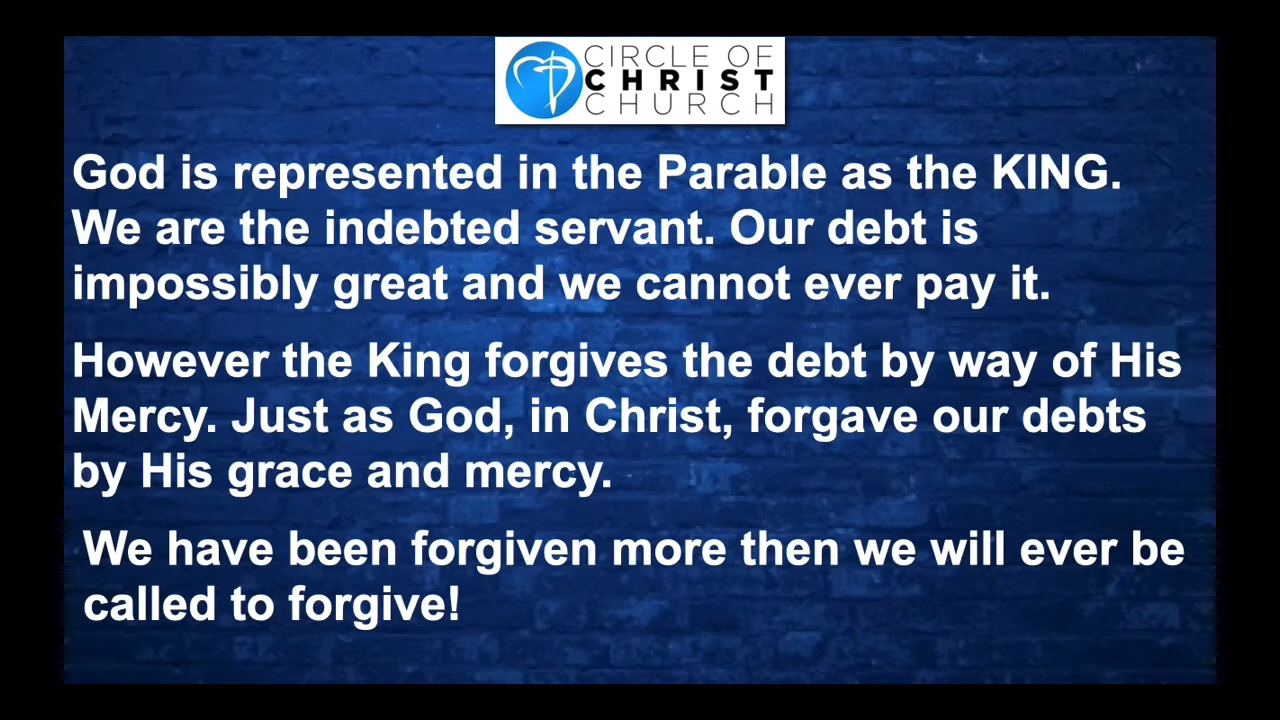 CIRCLE OF
CHRIST
CHURCH
God is represented in the Parable as the KING.
We are the indebted servant. Our debt is
impossibly great and we cannot ever pay it.
However the King forgives the debt by way of His
Mercy. Just as God, in Christ, forgave our debts
by His grace and mercy.
We have been forgiven more then we will ever be
called to forgive!